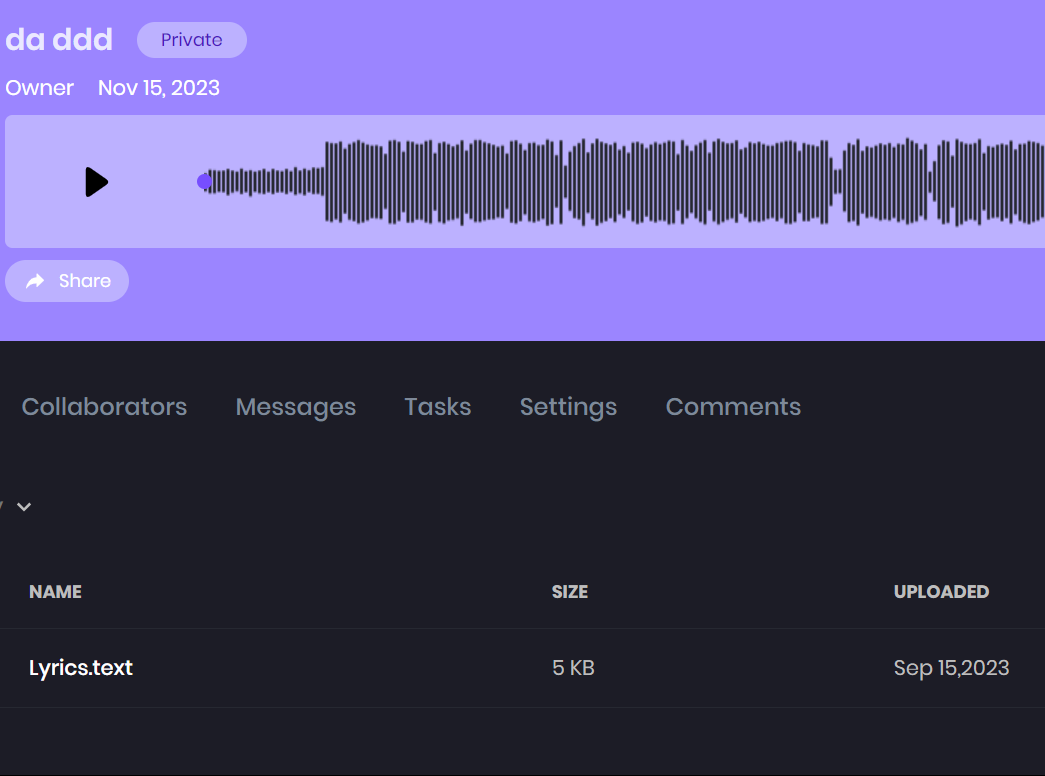 da ddd Private
Owner Nov 15, 2023
Share
Collaborators Messages Tasks Settings Comments
NAME SIZE UPLOADED
Lyrics.text 5 KB Sep 15,2023